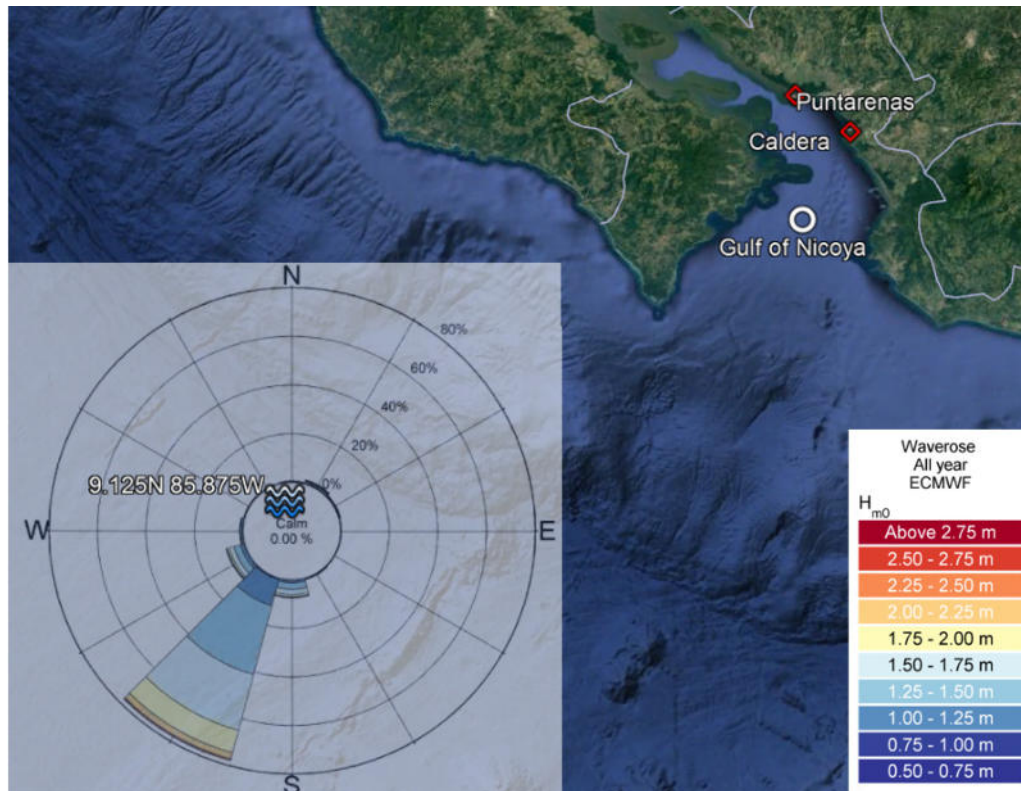 Puntarenas
Caldera
Gulf of Nicoya
N
80%
60%
40%
20%
0%
9.125N 85.875W
Calm
0.00 %
W
E
S
Waverose
All year
ECMWF
Hm0
Above 2.75 m
2.50 - 2.75 m
2.25 - 2.50 m
2.00 - 2.25 m
1.75 - 2.00 m
1.50 - 1.75 m
1.25 - 1.50 m
1.00 - 1.25 m
0.75 - 1.00 m
0.50 - 0.75 m